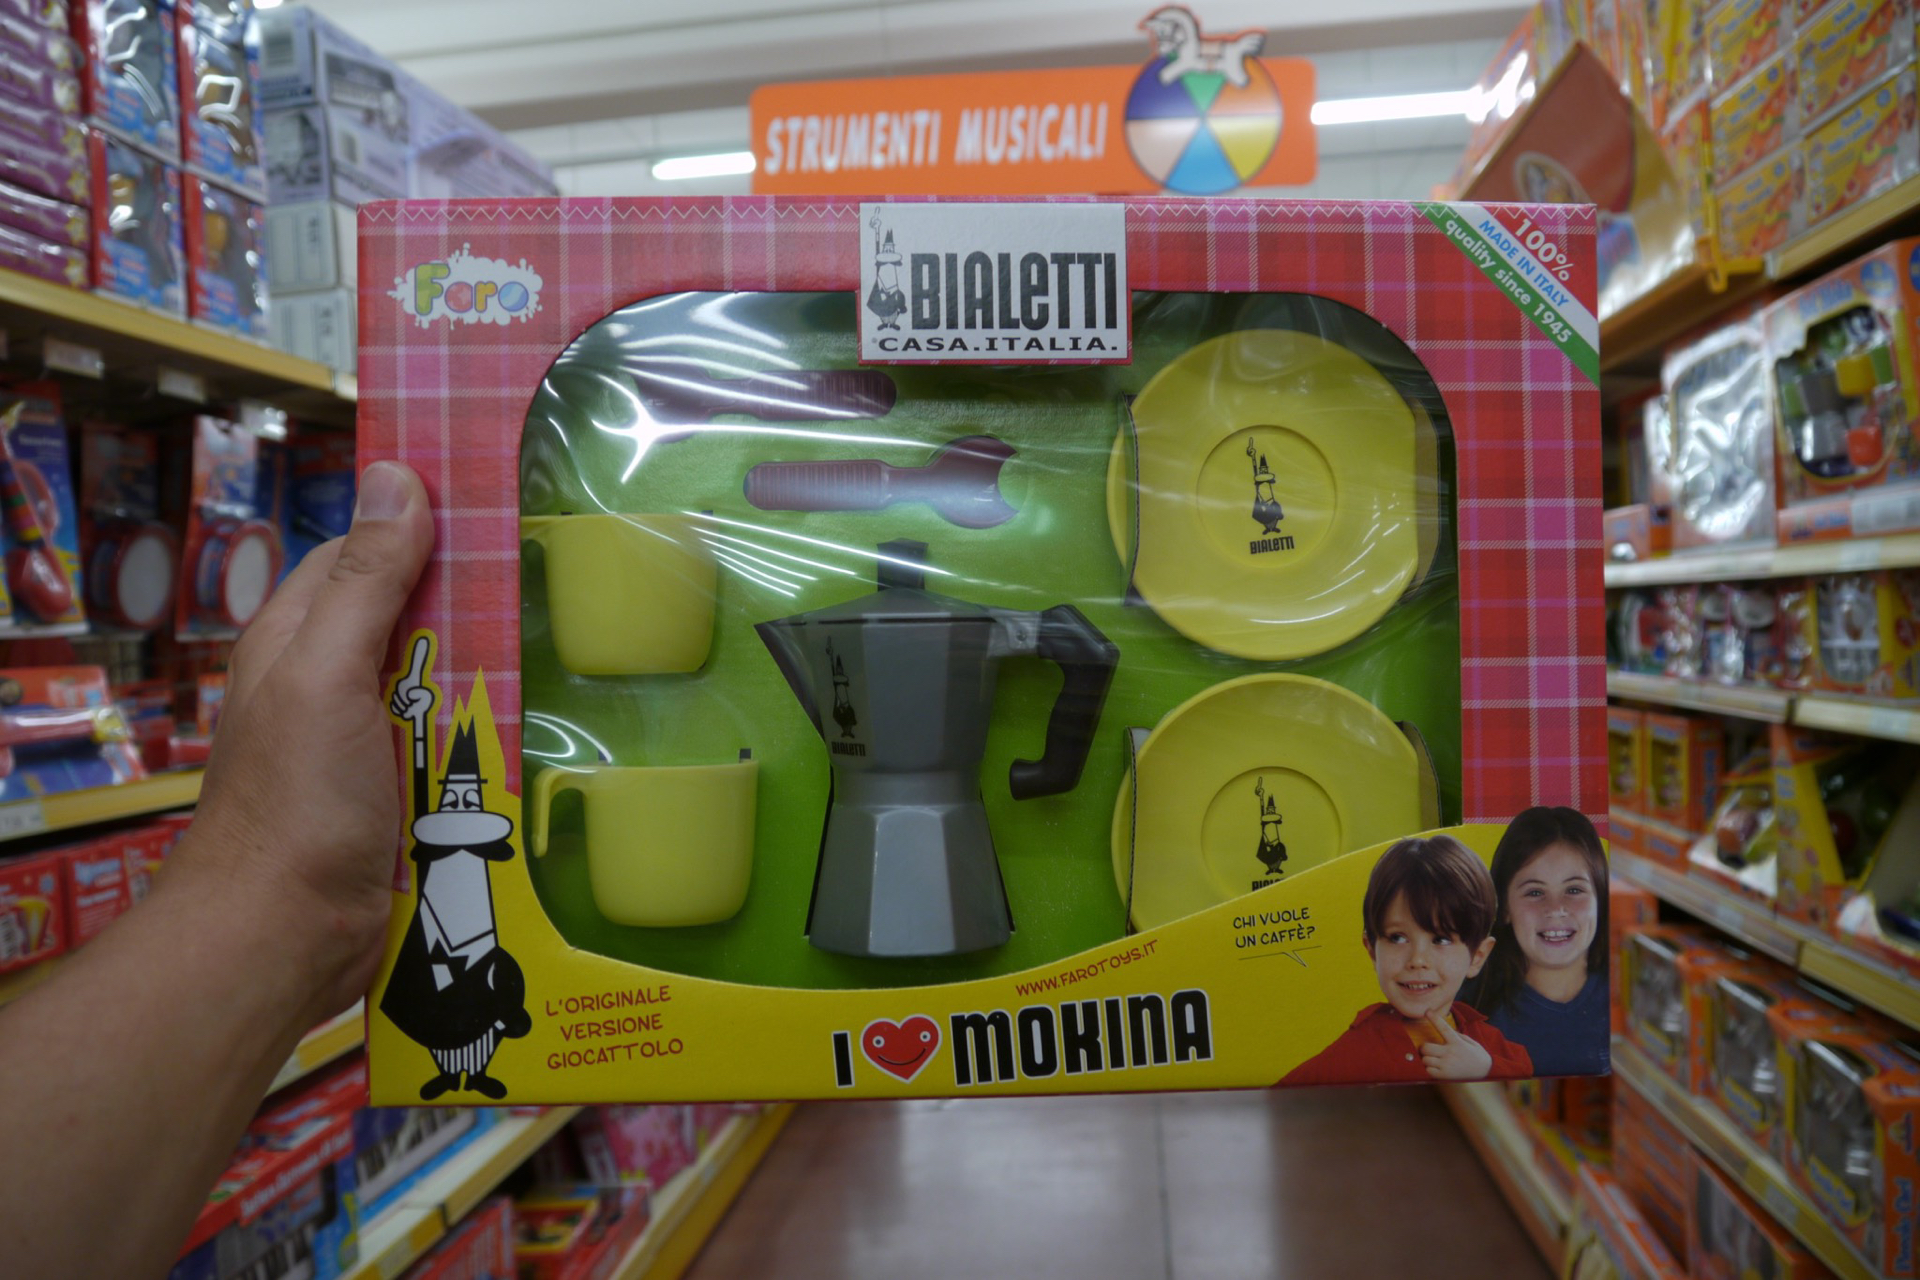 STRUMENTI MUSICALI
Faro
BIALETTI
CASA.ITALIA.
100%
MADE IN ITALY
quality since 1945
BIALETTI
BIALETTI
CHI VUOLE
UN CAFFÈ?
WWW.FAROTOYS.IT
L'ORIGINALE
VERSIONE
GIOCATTOLO
I MOKINA